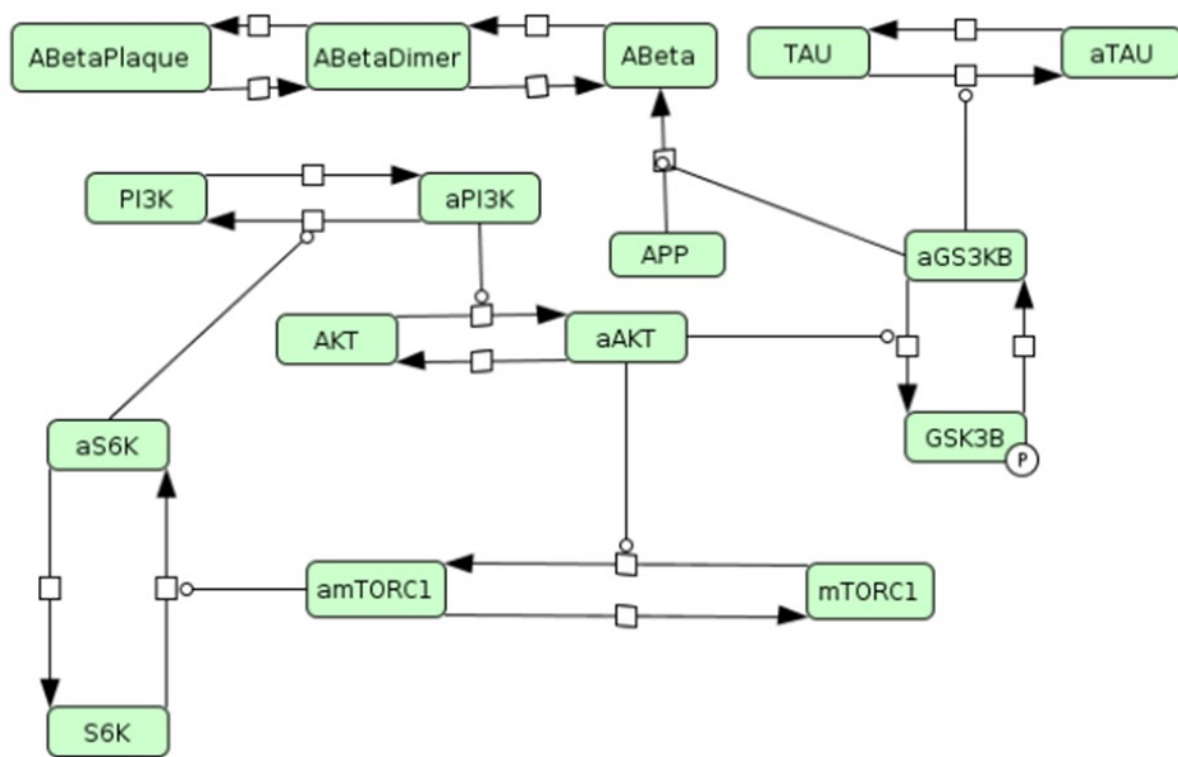 ABetaPlaque
ABetaDimer
ABeta
TAU
aTAU
PI3K
aPI3K
APP
aGS3KB
AKT
aAKT
GSK3B
P
aS6K
amTORC1
mTORC1
S6K